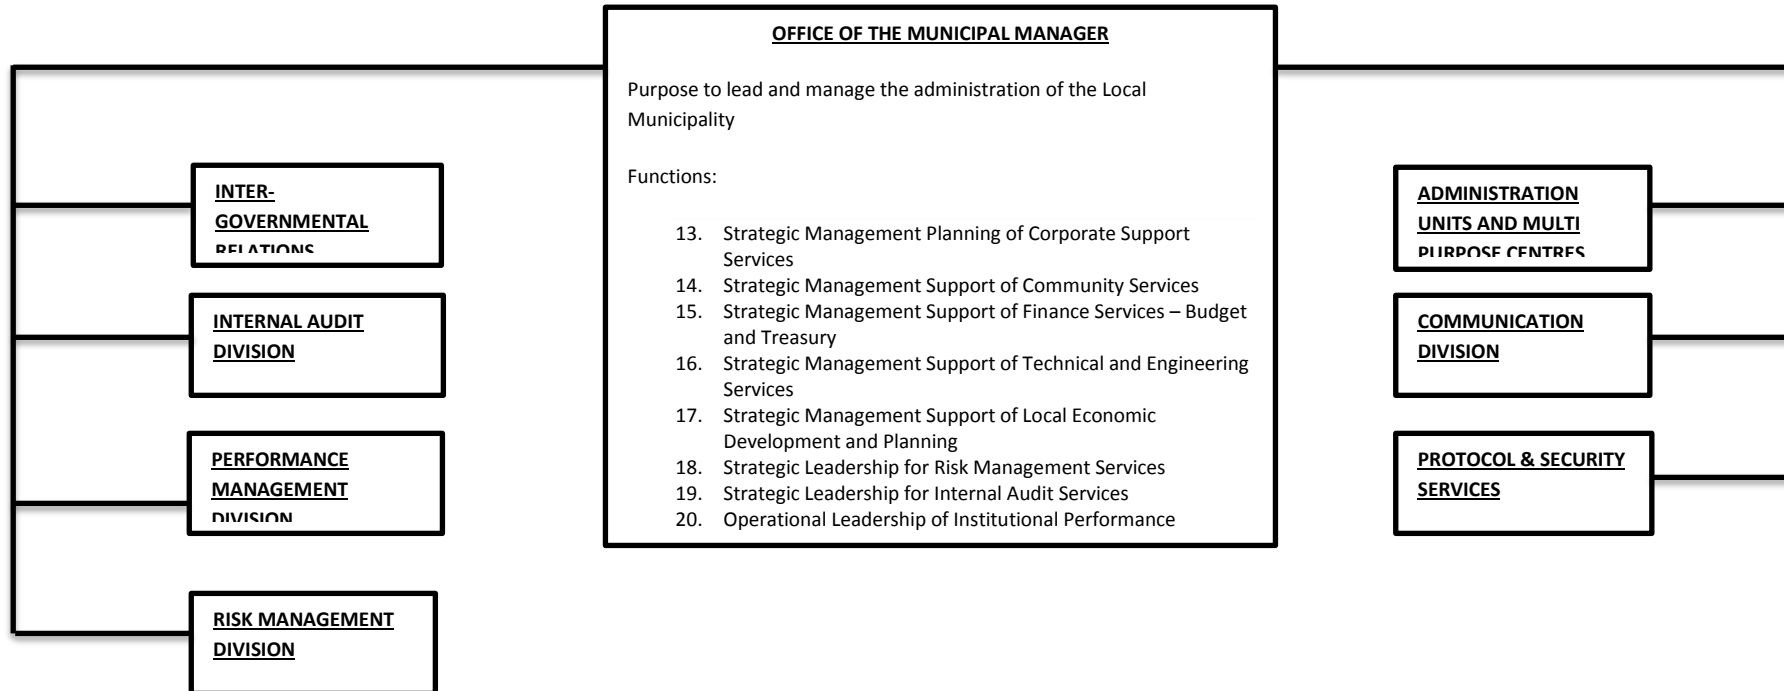 OFFICE OF THE MUNICIPAL MANAGER
Purpose to lead and manage the administration of the Local
Municipality
Functions:
13. Strategic Management Planning of Corporate Support
Services
14. Strategic Management Support of Community Services
15. Strategic Management Support of Finance Services – Budget
and Treasury
16. Strategic Management Support of Technical and Engineering
Services
17. Strategic Management Support of Local Economic
Development and Planning
18. Strategic Leadership for Risk Management Services
19. Strategic Leadership for Internal Audit Services
20. Operational Leadership of Institutional Performance
INTER-
GOVERNMENTAL
RELATIONS
INTERNAL AUDIT
DIVISION
PERFORMANCE
MANAGEMENT
DIVISION
RISK MANAGEMENT
DIVISION
ADMINISTRATION
UNITS AND MULTI
PURPOSE CENTRES
COMMUNICATION
DIVISION
PROTOCOL & SECURITY
SERVICES